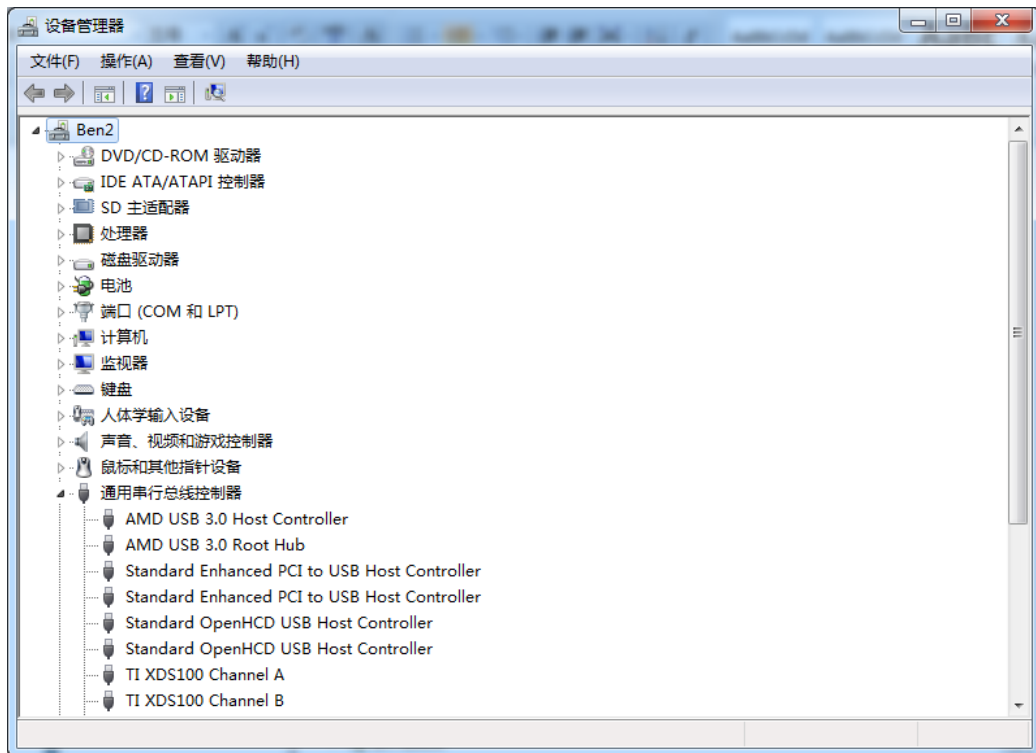 设备管理器
文件(F) 操作(A) 查看(V) 帮助(H)
Ben2
DVD/CD-ROM 驱动器
IDE ATA/ATAPI 控制器
SD 主适配器
处理器
磁盘驱动器
电池
端口 (COM 和 LPT)
计算机
监视器
键盘
人体学输入设备
声音、视频和游戏控制器
鼠标和其他指针设备
通用串行总线控制器
AMD USB 3.0 Host Controller
AMD USB 3.0 Root Hub
Standard Enhanced PCI to USB Host Controller
Standard Enhanced PCI to USB Host Controller
Standard OpenHCD USB Host Controller
Standard OpenHCD USB Host Controller
TI XDS100 Channel A
TI XDS100 Channel B